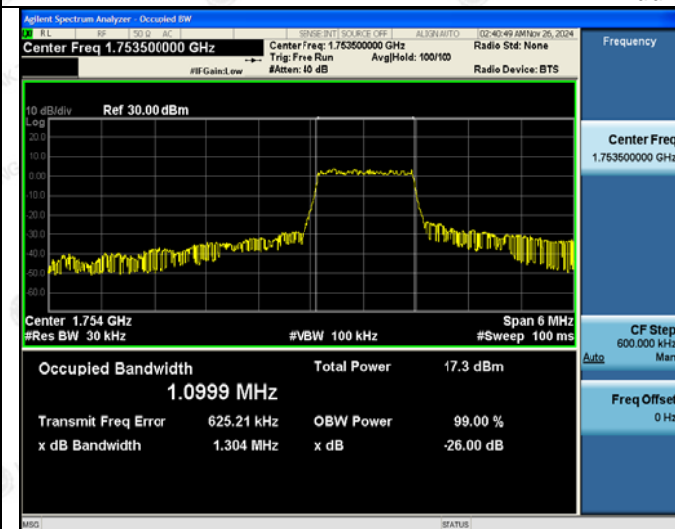 Agilent Spectrum Analyzer - Occupied BW
RL RF 50 Ω AC SENSE:INT SOURCE OFF ALIGNAUTO 02:40:49 AM Nov 26, 2024
Center Freq 1.753500000 GHz
Center Freq: 1.753500000 GHz
Radio Std: None
Trig: Free Run Avg|Hold: 100/100
#IFGain:Low #Atten: 40 dB Radio Device: BTS
Frequency
10 dB/div Ref 30.00 dBm
Log
20.0
10.0
0.00
-10.0
-20.0
-30.0
-40.0
-50.0
-60.0
Center 1.754 GHz Span 6 MHz
#Res BW 30 kHz #VBW 100 kHz #Sweep 100 ms
Occupied Bandwidth Total Power 17.3 dBm
1.0999 MHz
Transmit Freq Error 625.21 kHz OBW Power 99.00 %
x dB Bandwidth 1.304 MHz x dB -26.00 dB
Center Freq
1.753500000 GHz
CF Step
600.000 kHz
Auto Man
Freq Offset
0 Hz
MSG STATUS